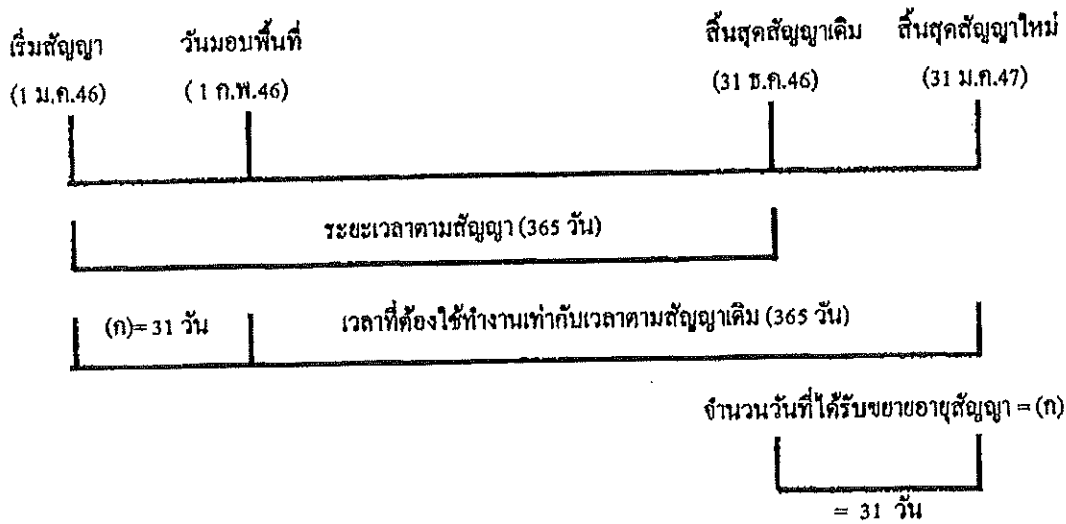 เริ่มสัญญา วันมอบพื้นที่ สิ้นสุดสัญญาเดิม สิ้นสุดสัญญาใหม่
(1 ม.ค.46) ( 1 ก.พ.46) (31 ธ.ค.46) (31 ม.ค.47)
ระยะเวลาตามสัญญา (365 วัน)
(ก)= 31 วัน เวลาที่ต้องใช้ทำงานเท่ากับเวลาตามสัญญาเดิม (365 วัน)
จำนวนวันที่ได้รับขยายอายุสัญญา = (ก)
= 31 วัน